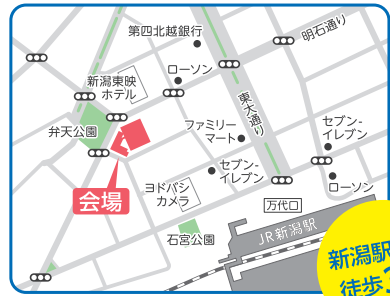 第四北越銀行
明石通り
ローソン
新潟東映
ホテル
東大通り
弁天公園
ファミリー
マート
セブン-
イレブン
セブン-
イレブン
会場
ヨドバシ
カメラ
ローソン
万代口
石宮公園
JR新潟駅
新潟駅
徒歩